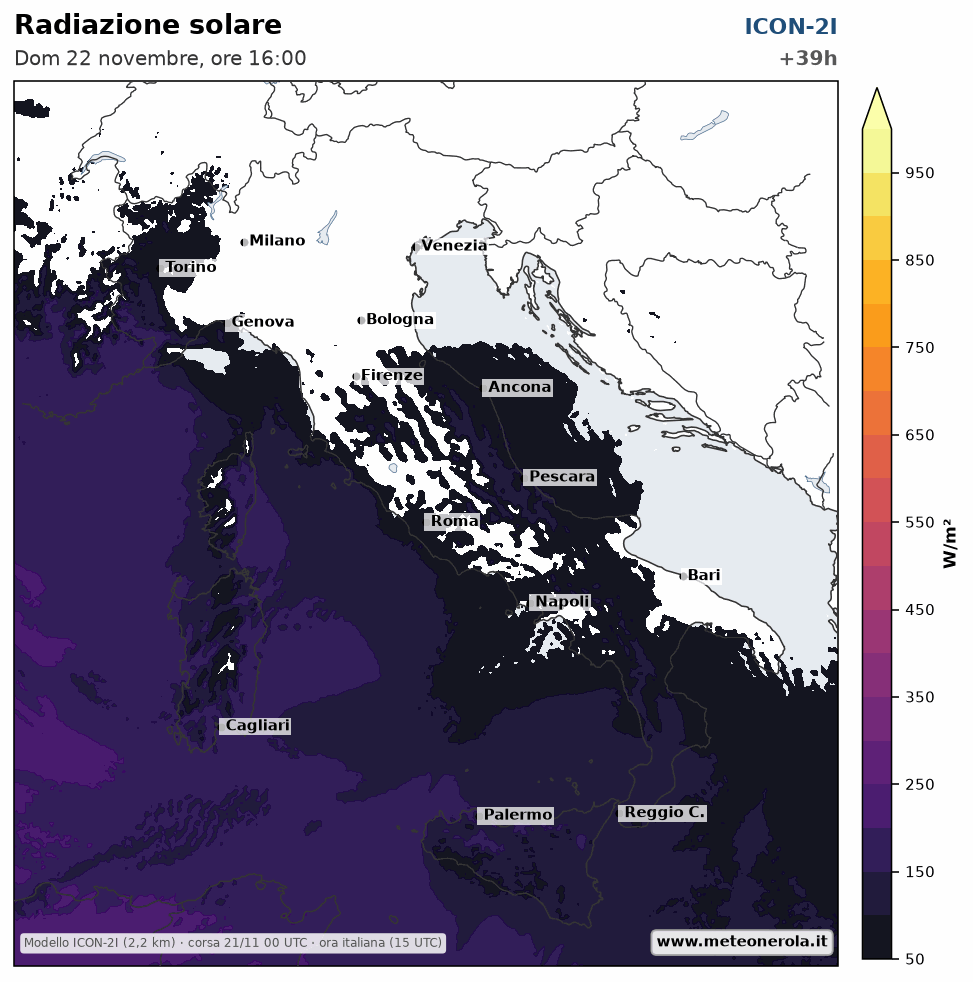 Radiazione solare
ICON-2I
Dom 22 novembre, ore 16:00
+39h
Milano
Venezia
Torino
Genova
Bologna
Firenze
Ancona
Pescara
Roma
Bari
Napoli
Cagliari
Palermo
Reggio C.
950
850
750
650
550
450
350
250
150
50
W/m²
Modello ICON-2I (2,2 km) · corsa 21/11 00 UTC · ora italiana (15 UTC)
www.meteonerola.it